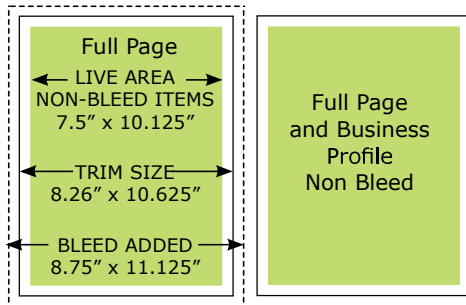 Full Page
LIVE AREA
NON-BLEED ITEMS
7.5” x 10.125”
TRIM SIZE
8.26” x 10.625”
BLEED ADDED
8.75” x 11.125”
Full Page
and Business
Profile
Non Bleed